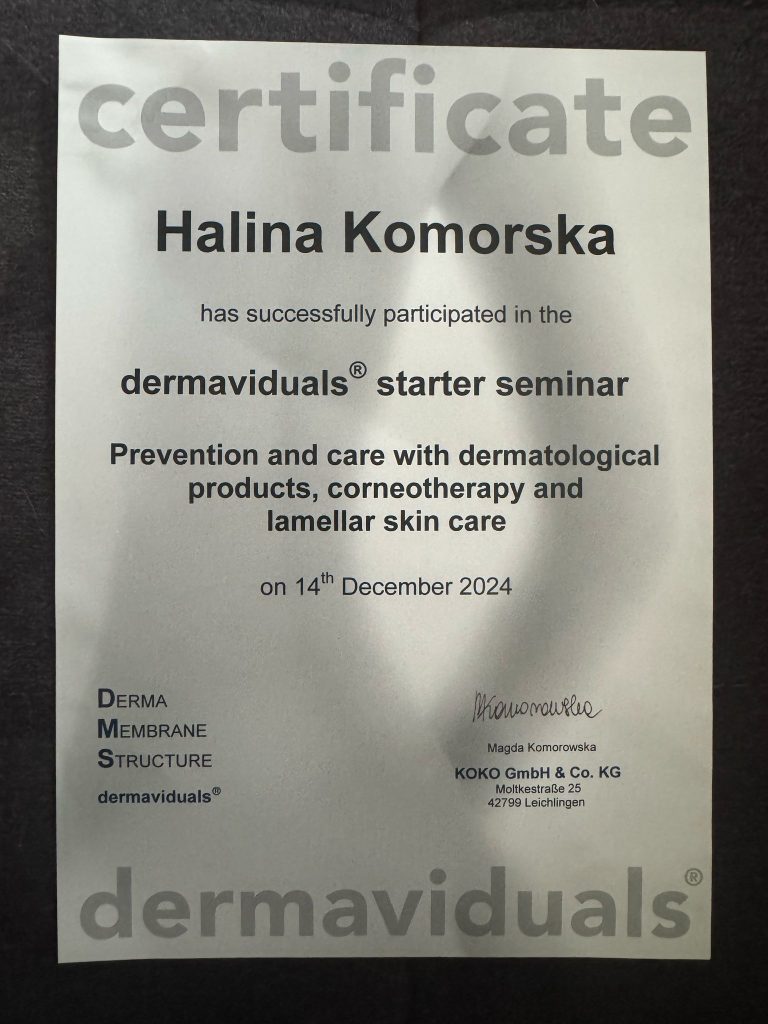 certificate
Halina Komorska
has successfully participated in the
dermaviduals® starter seminar
Prevention and care with dermatological
products, corneotherapy and
lamellar skin care
on 14th December 2024
DERMA
MEMBRANE
STRUCTURE
dermaviduals®
MKomorowska
Magda Komorowska
KOKO GmbH & Co. KG
Moltkestraße 25
42799 Leichlingen
dermaviduals®